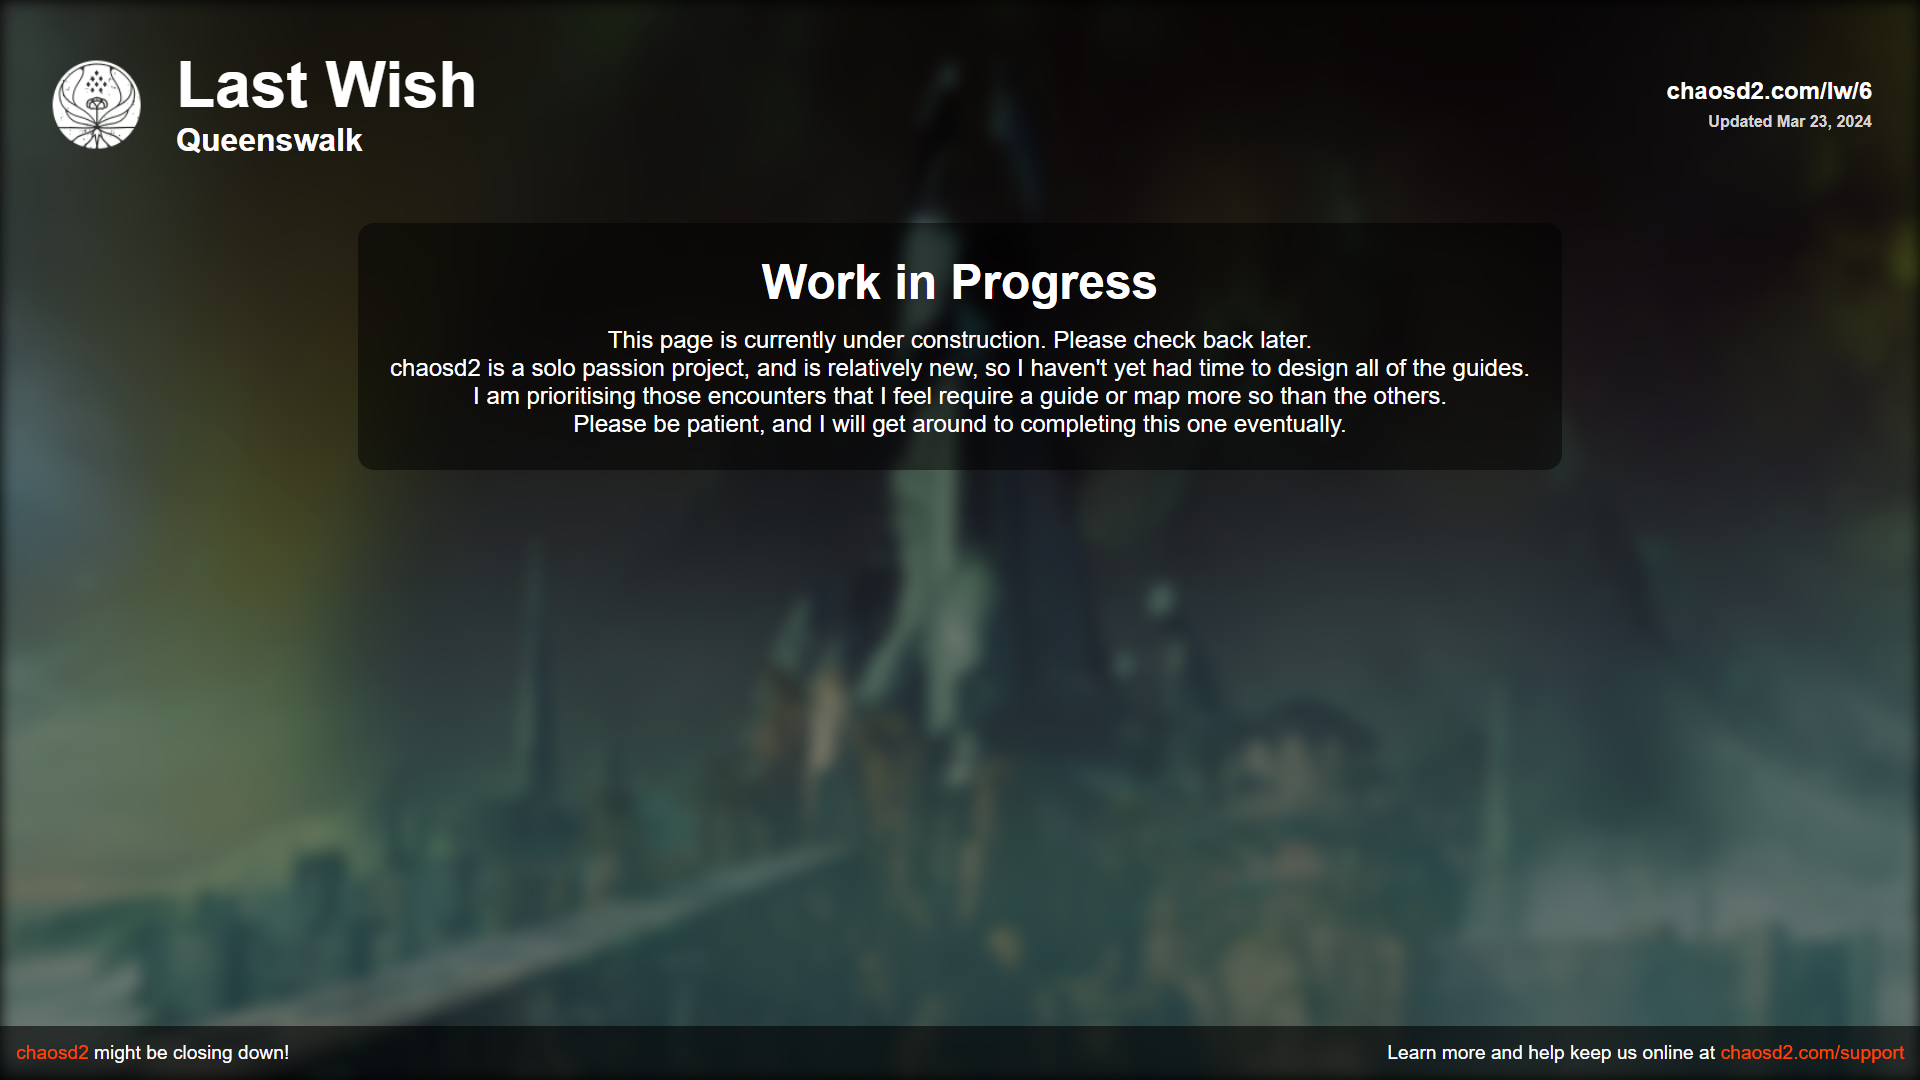 Last Wish
Queenswalk
chaosd2.com/lw/6
Updated Mar 23, 2024
Work in Progress
This page is currently under construction. Please check back later.
chaosd2 is a solo passion project, and is relatively new, so I haven't yet had time to design all of the guides.
I am prioritising those encounters that I feel require a guide or map more so than the others.
Please be patient, and I will get around to completing this one eventually.
chaosd2 might be closing down!
Learn more and help keep us online at chaosd2.com/support